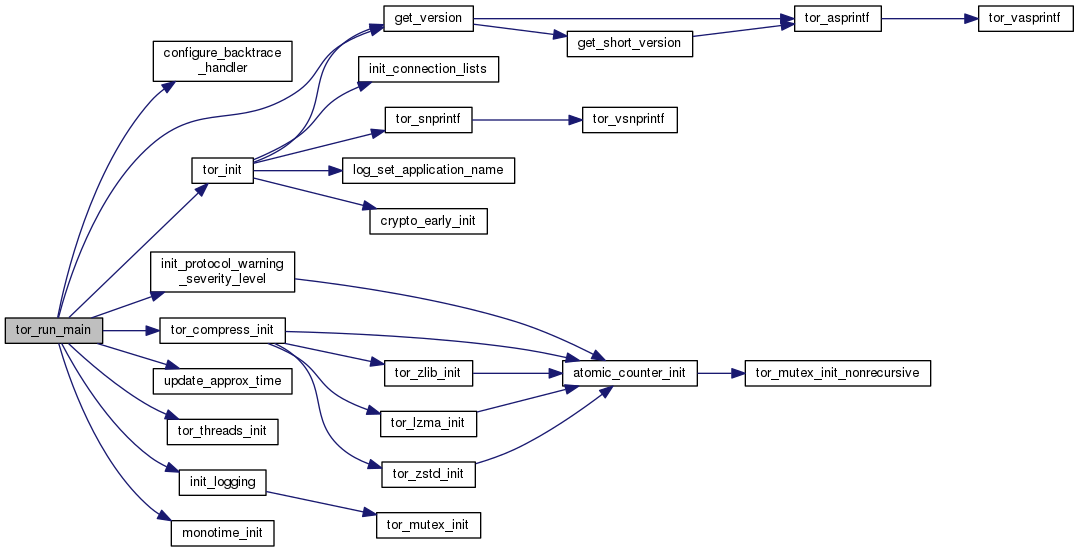 get_version
tor_asprintf
tor_vasprintf
get_short_version
configure_backtrace
_handler
init_connection_lists
tor_snprintf
tor_vsnprintf
tor_init
log_set_application_name
crypto_early_init
init_protocol_warning
_severity_level
tor_run_main
tor_compress_init
update_approx_time
tor_zlib_init
atomic_counter_init
tor_mutex_init_nonrecursive
tor_threads_init
tor_lzma_init
init_logging
tor_zstd_init
monotime_init
tor_mutex_init